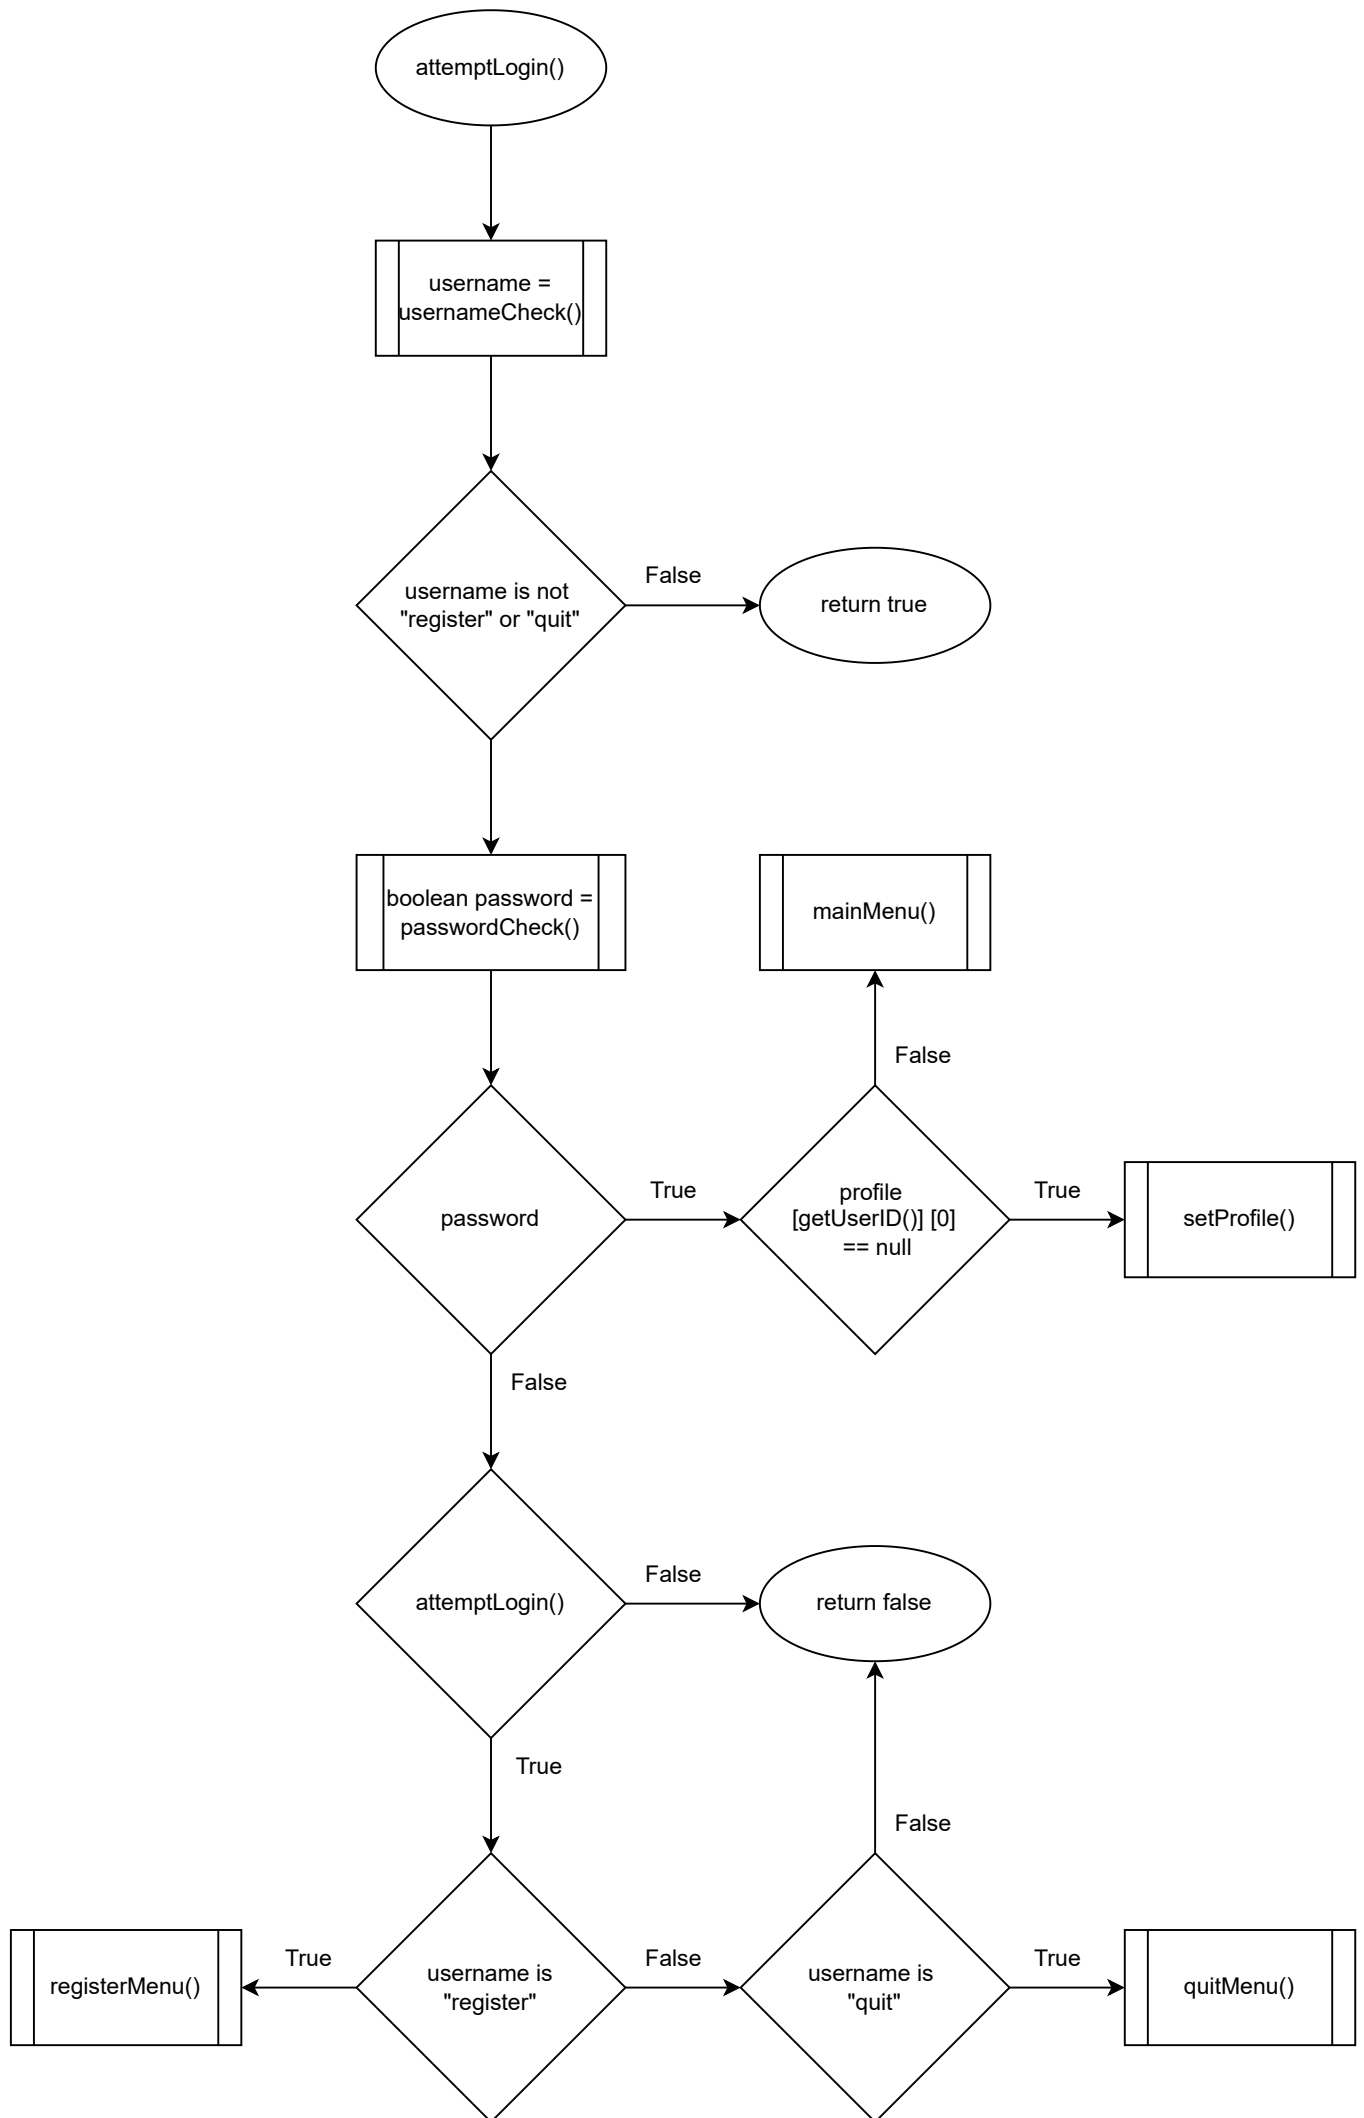 attemptLogin()
username =
usernameCheck()
username is not
"register" or "quit"
False
return true
boolean password =
passwordCheck()
mainMenu()
False
password
True
profile
[getUserID()] [0]
== null
True
setProfile()
False
attemptLogin()
False
return false
True
False
registerMenu()
True
username is
"register"
False
username is
"quit"
True
quitMenu()